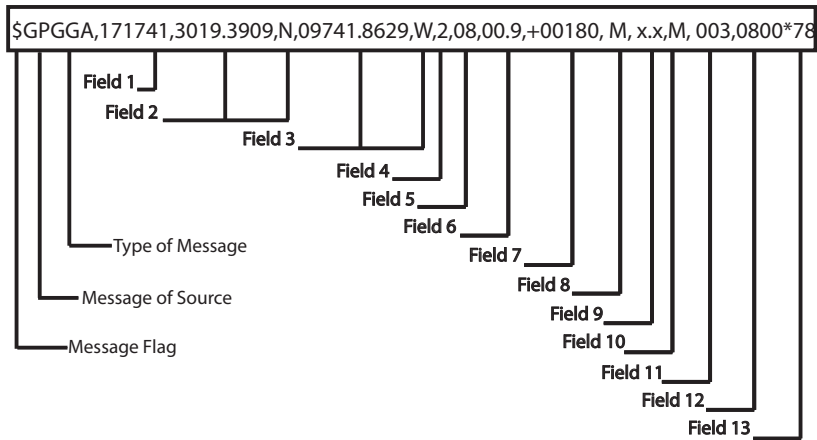 $GPGGA,171741,3019.3909,N,09741.8629,W,2,08,00.9,+00180, M, x.x,M, 003,0800*78
Field 1
Field 2
Field 3
Field 4
Field 5
Field 6
Type of Message
Field 7
Field 8
Message of Source
Field 9
Field 10
Message Flag
Field 11
Field 12
Field 13